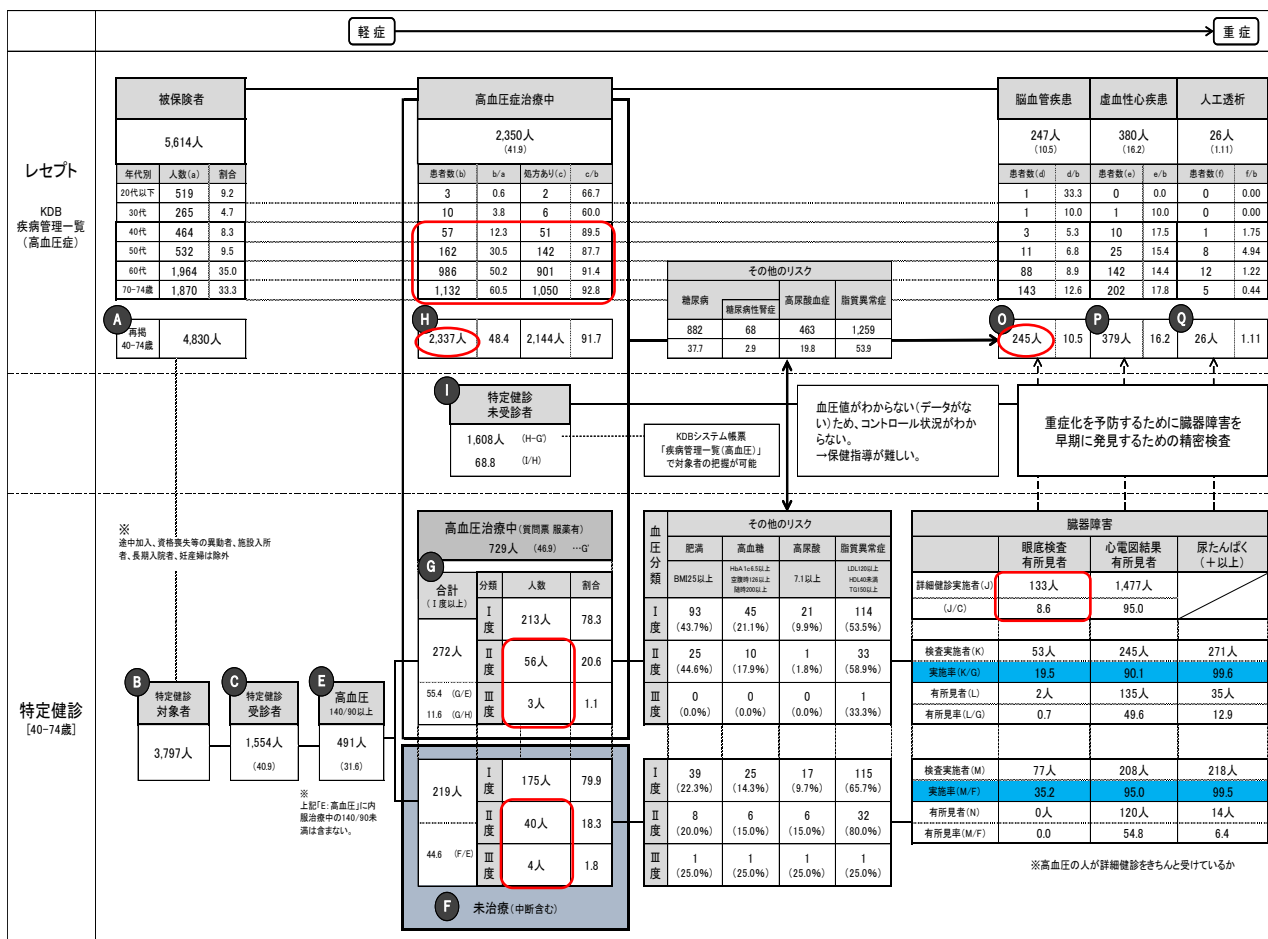 軽症
重症
レセプト
KDB
疾病管理一覧
（高血圧症）
被保険者
5,614人
年代別 人数(a) 割合
20代以下 519 9.2
30代 265 4.7
40代 464 8.3
50代 532 9.5
60代 1,964 35.0
70-74歳 1,870 33.3
A
再掲
40-74歳
4,830人
高血圧症治療中
2,350人
(41.9)
患者数(b) b/a 処方あり(c) c/b
3 0.6 2 66.7
10 3.8 6 60.0
57 12.3 51 89.5
162 30.5 142 87.7
986 50.2 901 91.4
1,132 60.5 1,050 92.8
H
2,337人 48.4 2,144人 91.7
その他のリスク
糖尿病 糖尿病性腎症 高尿酸血症 脂質異常症
882 68 463 1,259
37.7 2.9 19.8 53.9
脳血管疾患 虚血性心疾患 人工透析
247人 380人 26人
(10.5) (16.2) (1.11)
患者数(d) d/b 患者数(e) e/b 患者数(f) f/b
1 33.3 0 0.0 0 0.00
1 10.0 1 10.0 0 0.00
3 5.3 10 17.5 1 1.75
11 6.8 25 15.4 8 4.94
88 8.9 142 14.4 12 1.22
143 12.6 202 17.8 5 0.44
O P Q
245人 10.5 379人 16.2 26人 1.11
I
特定健診
未受診者
1,608人 (H-G')
68.8 (I/H)
KDBシステム帳票
「疾病管理一覧（高血圧）」
で対象者の把握が可能
血圧値がわからない（データがな
い）ため、コントロール状況がわか
らない。
→保健指導が難しい。
重症化を予防するために臓器障害を
早期に発見するための精密検査
特定健診
[40-74歳]
※
途中加入、資格喪失等の異動者、施設入所
者、長期入院者、妊産婦は除外
B
特定健診
対象者
3,797人
C
特定健診
受診者
1,554人
(40.9)
E
高血圧
140/90以上
491人
(31.6)
※
上記「E:高血圧」に内
服治療中の140/90未
満は含まない。
高血圧治療中(質問票 服薬有)
729人 (46.9) …G'
G
合計
(Ⅰ度以上)
分類 人数 割合
272人
55.4 (G/E)
11.6 (G/H)
Ⅰ度 213人 78.3
Ⅱ度 56人 20.6
Ⅲ度 3人 1.1
219人
44.6 (F/E)
Ⅰ度 175人 79.9
Ⅱ度 40人 18.3
Ⅲ度 4人 1.8
F
未治療(中断含む)
血圧分類
その他のリスク
肥満 高血糖 高尿酸 脂質異常症
BMI25以上
HbA1c6.5以上
空腹時126以上
随時200以上
7.1以上
LDL120以上
HDL40未満
TG150以上
Ⅰ度 93 45 21 114
(43.7%) (21.1%) (9.9%) (53.5%)
Ⅱ度 25 10 1 33
(44.6%) (17.9%) (1.8%) (58.9%)
Ⅲ度 0 0 0 1
(0.0%) (0.0%) (0.0%) (33.3%)
Ⅰ度 39 25 17 115
(22.3%) (14.3%) (9.7%) (65.7%)
Ⅱ度 8 6 6 32
(20.0%) (15.0%) (15.0%) (80.0%)
Ⅲ度 1 1 1 1
(25.0%) (25.0%) (25.0%) (25.0%)
臓器障害
眼底検査
有所見者
心電図結果
有所見者
尿たんぱく
(＋以上)
詳細健診実施者(J) 133人 1,477人
(J/C) 8.6 95.0
検査実施者(K) 53人 245人 271人
実施率(K/G) 19.5 90.1 99.6
有所見者(L) 2人 135人 35人
有所見率(L/G) 0.7 49.6 12.9
検査実施者(M) 77人 208人 218人
実施率(M/F) 35.2 95.0 99.5
有所見者(N) 0人 120人 14人
有所見率(M/F) 0.0 54.8 6.4
※高血圧の人が詳細健診をきちんと受けているか